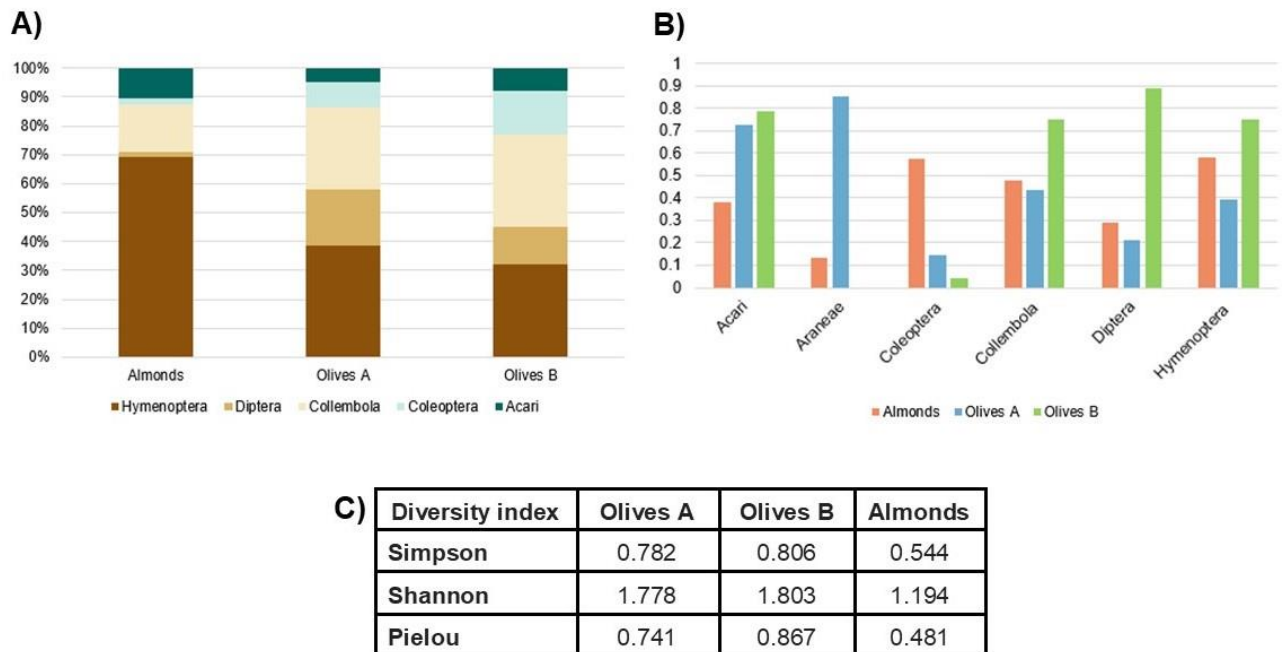 A)
100%
90%
80%
70%
60%
50%
40%
30%
20%
10%
0%
Almonds Olives A Olives B
Hymenoptera Diptera Collembola Coleoptera Acari
B)
1
0.9
0.8
0.7
0.6
0.5
0.4
0.3
0.2
0.1
0
Acari Araneae Coleoptera Collembola Diptera Hymenoptera
Almonds Olives A Olives B
C)
Diversity index Olives A Olives B Almonds
Simpson 0.782 0.806 0.544
Shannon 1.778 1.803 1.194
Pielou 0.741 0.867 0.481